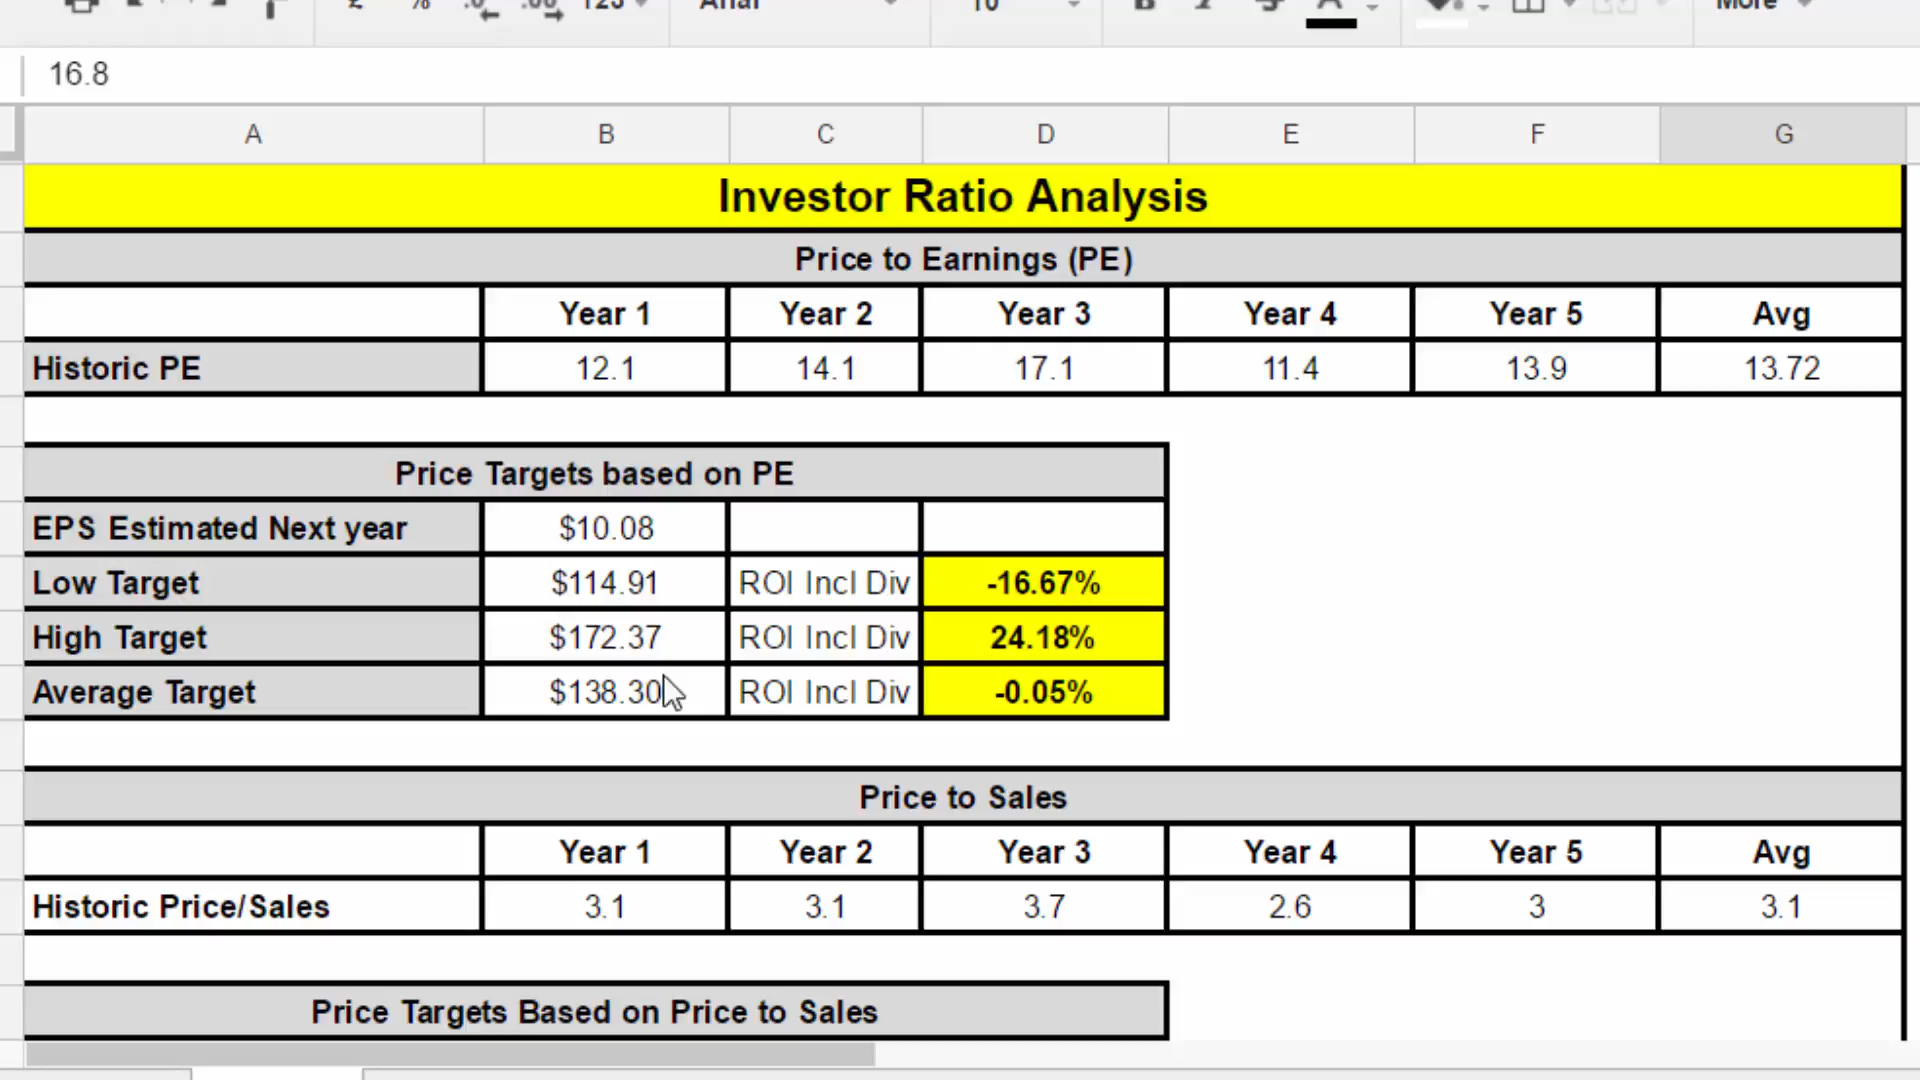 16.8
A B C D E F G
Investor Ratio Analysis
Price to Earnings (PE)
Year 1 Year 2 Year 3 Year 4 Year 5 Avg
Historic PE 12.1 14.1 17.1 11.4 13.9 13.72
Price Targets based on PE
EPS Estimated Next year $10.08
Low Target $114.91 ROI Incl Div -16.67%
High Target $172.37 ROI Incl Div 24.18%
Average Target $138.30 ROI Incl Div -0.05%
Price to Sales
Year 1 Year 2 Year 3 Year 4 Year 5 Avg
Historic Price/Sales 3.1 3.1 3.7 2.6 3 3.1
Price Targets Based on Price to Sales